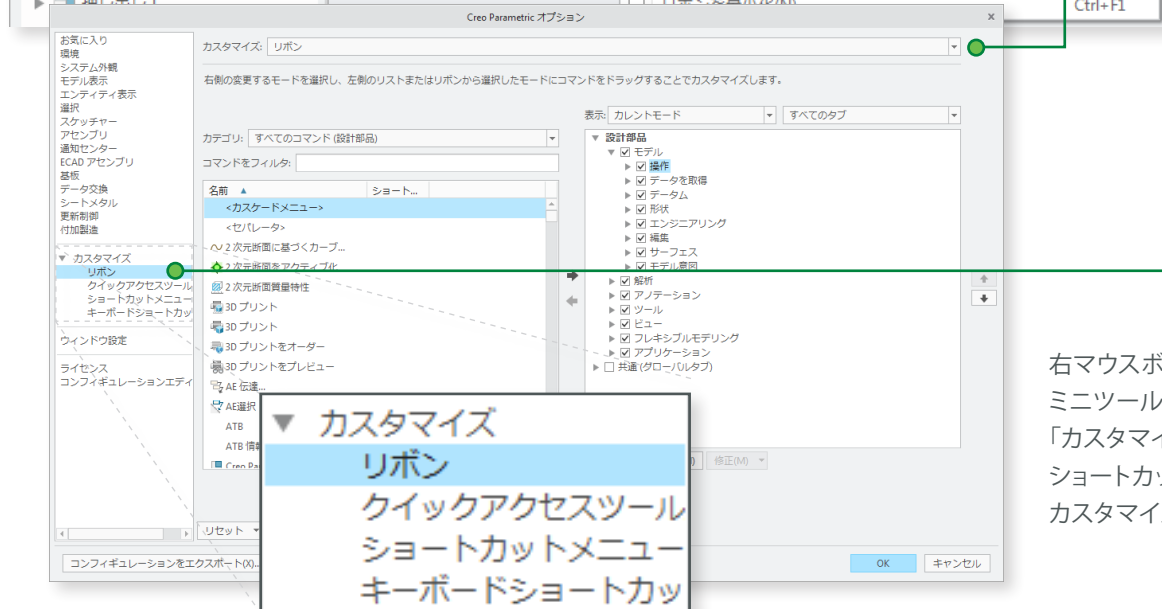 Ctrl+F1
Creo Parametric オプション
x
お気に入り
環境
システム外観
モデル表示
エンティティ表示
選択
スケッチャー
アセンブリ
通知センター
ECAD アセンブリ
基板
データ交換
シートメタル
更新制御
付加製造
カスタマイズ
リボン
クイックアクセスツール
ショートカットメニュー
キーボードショートカッ
ウィンドウ設定
ライセンス
コンフィギュレーションエディ
カスタマイズ: リボン
右側の変更するモードを選択し、左側のリストまたはリボンから選択したモードにコマンドをドラッグすることでカスタマイズします。
カテゴリ: すべてのコマンド (設計部品)
コマンドをフィルタ:
名前 ショート...
<カスケードメニュー>
<セパレータ>
2 次元断面に基づくカーブ...
2 次元断面をアクティブ化
2 次元断面質量特性
3D プリント
3D プリント
3D プリントをオーダー
3D プリントをプレビュー
AE 伝達...
AE選択
ATB
ATB 情
Creo Pa
表示: カレントモード すべてのタブ
設計部品
モデル
操作
データを取得
データム
形状
エンジニアリング
編集
サーフェス
モデル意図
解析
アノテーション
ツール
ビュー
フレキシブルモデリング
アプリケーション
共通 (グローバルタブ)
修正(M)
リセット
コンフィギュレーションをエクスポート(X)...
OK キャンセル
カスタマイズ
リボン
クイックアクセスツール
ショートカットメニュー
キーボードショートカッ
右マウスボ
ミニツール
「カスタマイ
ショートカッ
カスタマイ